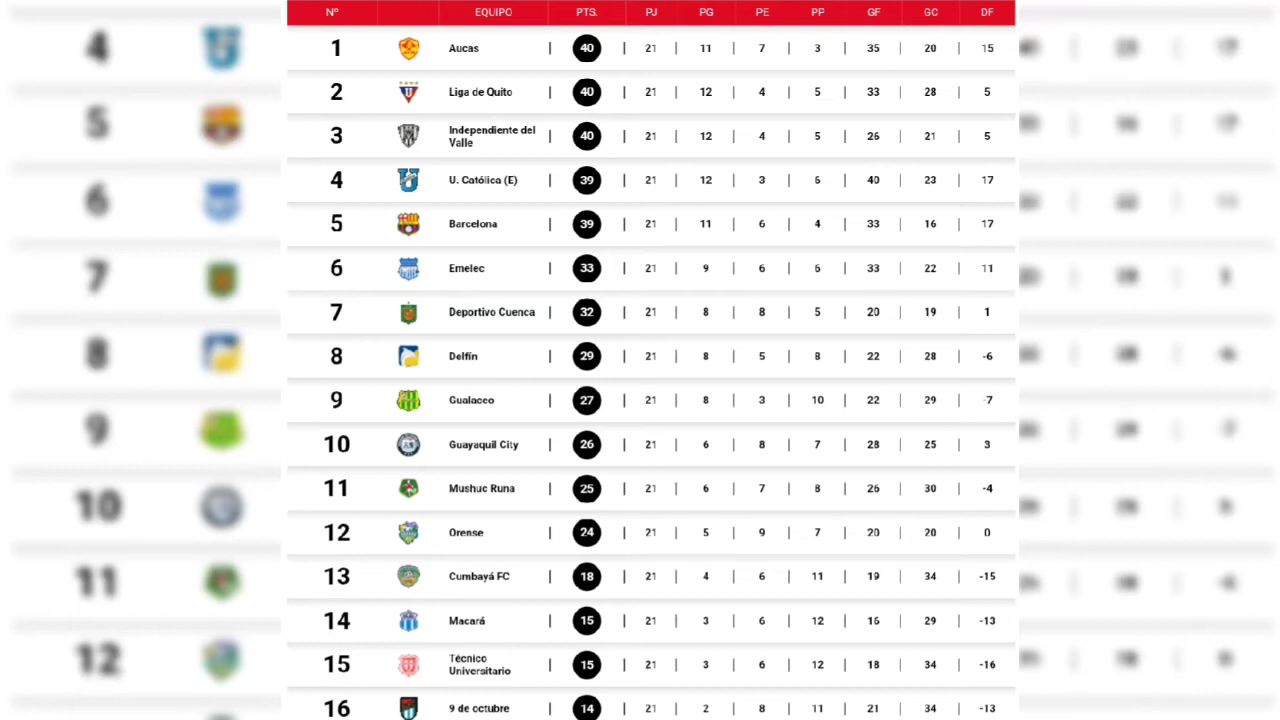 Nº EQUIPO PTS. PJ PG PE PP GF GC DF
1 Aucas 40 21 11 7 3 35 20 15
2 Liga de Quito 40 21 12 4 5 33 28 5
3 Independiente del Valle 40 21 12 4 5 26 21 5
4 U. Católica (E) 39 21 12 3 6 40 23 17
5 Barcelona 39 21 11 6 4 33 16 17
6 Emelec 33 21 9 6 6 33 22 11
7 Deportivo Cuenca 32 21 8 8 5 20 19 1
8 Delfín 29 21 8 5 8 22 28 -6
9 Gualaceo 27 21 8 3 10 22 29 -7
10 Guayaquil City 26 21 6 8 7 28 25 3
11 Mushuc Runa 25 21 6 7 8 26 30 -4
12 Orense 24 21 5 9 7 20 20 0
13 Cumbayá FC 18 21 4 6 11 19 34 -15
14 Macará 15 21 3 6 12 16 29 -13
15 Técnico Universitario 15 21 3 6 12 18 34 -16
16 9 de octubre 14 21 2 8 11 21 34 -13
4
5
6
7
8
9
10
11
12